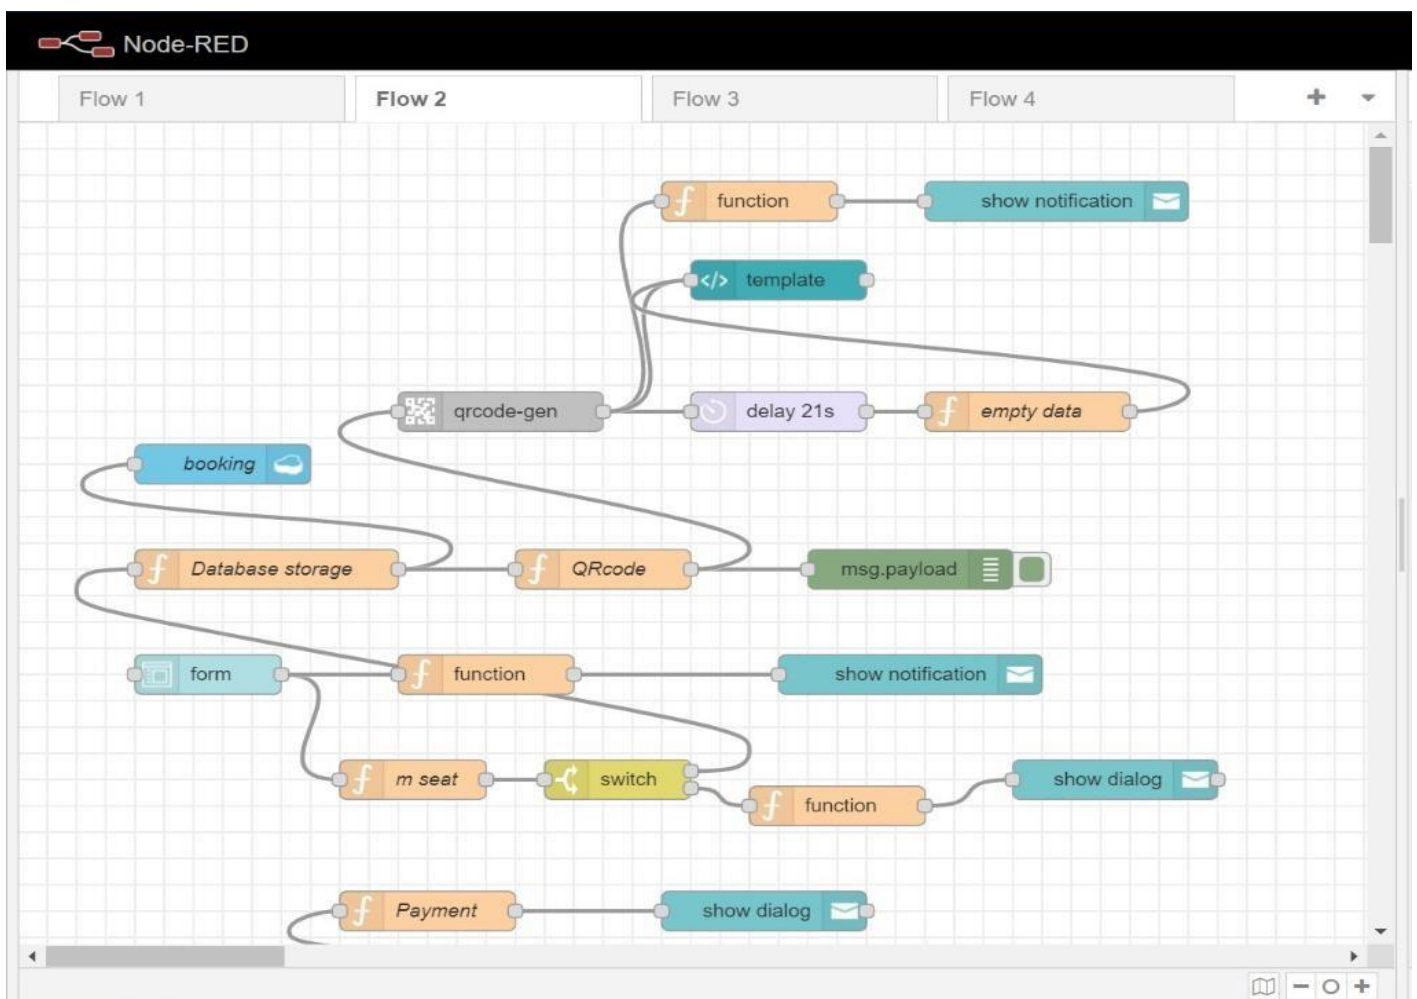 Node-RED
Flow 1
Flow 2
Flow 3
Flow 4
function
show notification
template
qrcode-gen
delay 21s
empty data
booking
Database storage
QRcode
msg.payload
form
function
show notification
m seat
switch
show dialog
function
Payment
show dialog